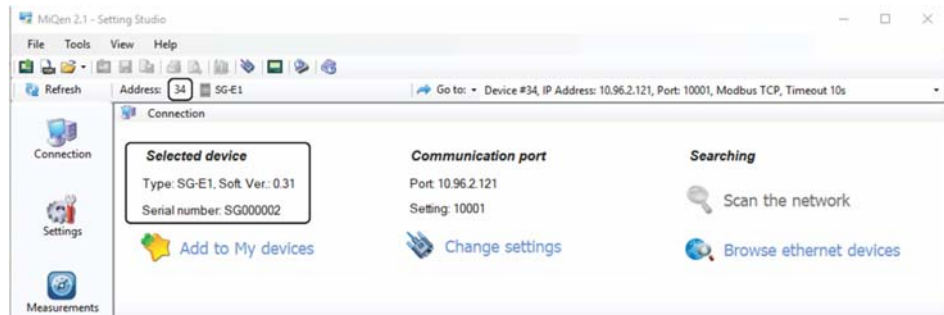 MiQen 2.1 - Setting Studio
File Tools View Help
Refresh Address: 34 SG-E1 Go to: Device #34, IP Address: 10.96.2.121, Port: 10001, Modbus TCP, Timeout 10s
Connection
Connection
Settings
Measurements
Selected device
Type: SG-E1, Soft. Ver.: 0.31
Serial number: SG000002
Add to My devices
Communication port
Port: 10.96.2.121
Setting: 10001
Change settings
Searching
Scan the network
Browse ethernet devices